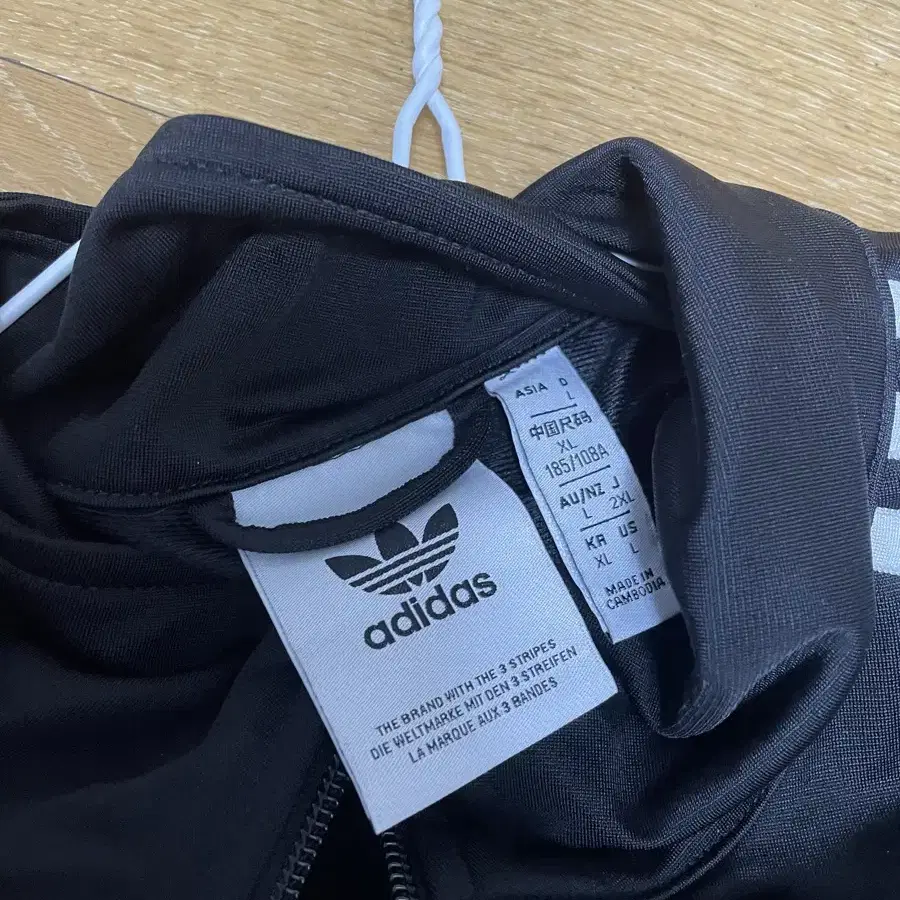 adidas
THE BRAND WITH THE 3 STRIPES
DIE WELTMARKE MIT DEN 3 STREIFEN
LA MARQUE AUX 3 BANDES
ASIA D
L
中国尺码
XL
185/108A
AU/NZ J
L 2XL
KR US
XL L
MADE IN
CAMBODIA